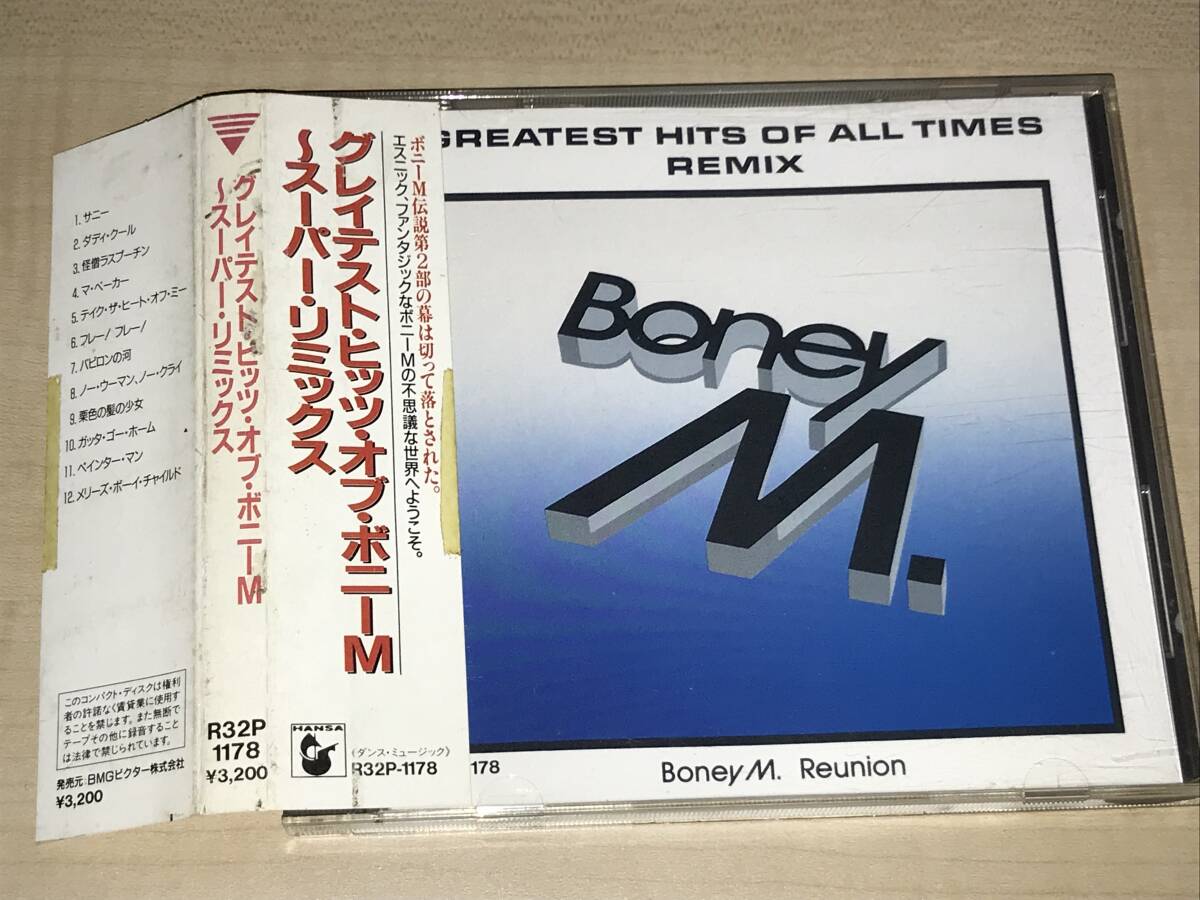 1. サニー
2. ダディ・クール
3. 怪僧ラスプーチン
4. マ・ベーカー
5. テイク・ザ・ヒート・オフ・ミー
6. フレー! フレー!
7. バビロンの河
8. ノー・ウーマン、ノー・クライ
9. 栗色の髪の少女
10. ガッタ・ゴー・ホーム
11. ペインター・マン
12. メリーズ・ボーイ・チャイルド
このコンパクト・ディスクは権利
者の許諾なく賃貸業に使用す
ることを禁じます。また無断で
テープその他に録音すること
は法律で禁じられています。
発売元:BMGビクター株式会社
¥3,200
グレイテスト・ヒッツ・オブ・ボニーM
〜スーパー・リミックス
R32P
1178
¥3,200
ボニーM伝説第2部の幕は切って落とされた。
エスニック、ファンタジックなボニーMの不思議な世界へようこそ。
グレイテスト・ヒッツ・オブ・ボニーM
〜スーパー・リミックス
HANSA
《ダンス・ミュージック》
R32P-1178
GREATEST HITS OF ALL TIMES
REMIX
Boney
M.
178
Boney M. Reunion